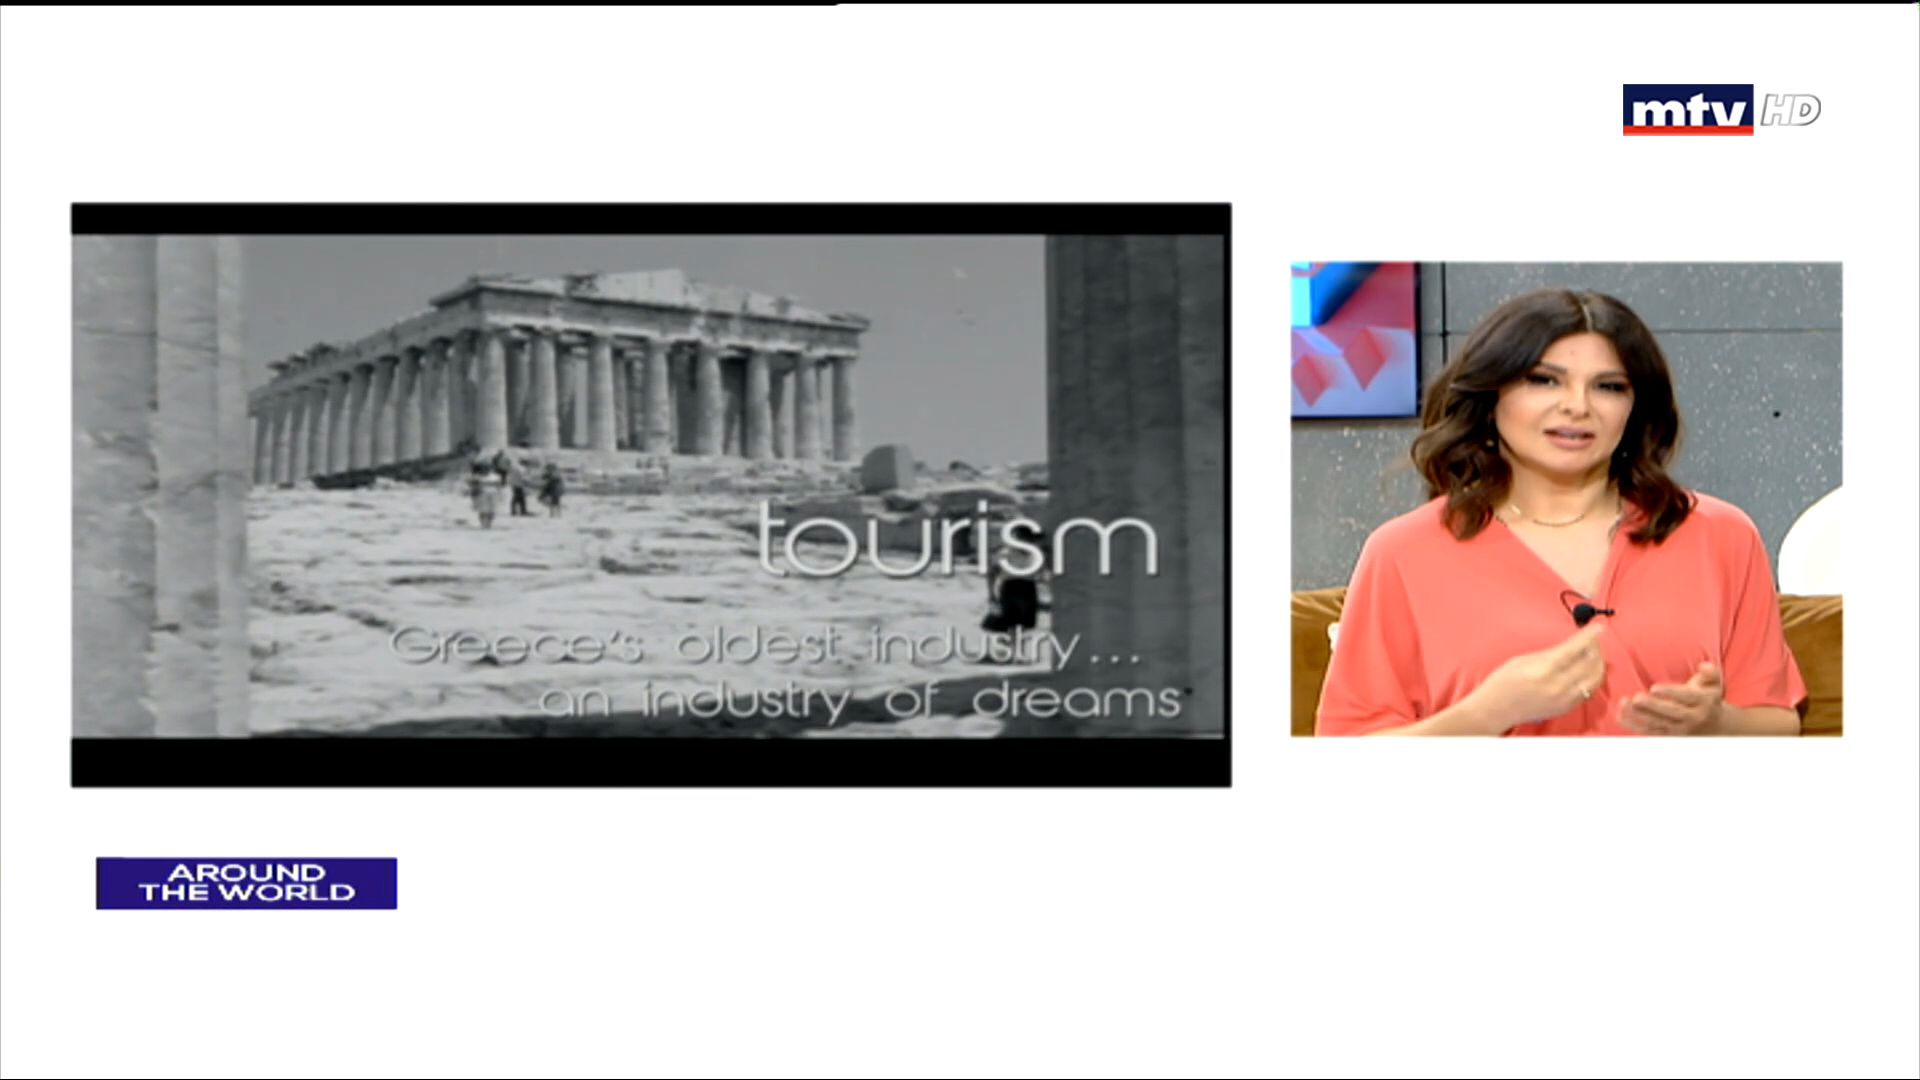 mtv HD
tourism
Greece's oldest industry...
an industry of dreams
AROUND
THE WORLD